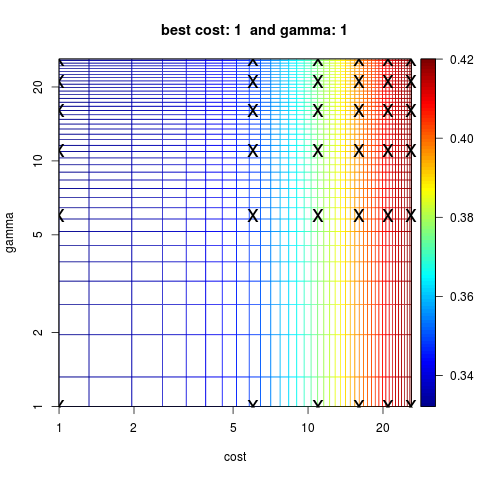 best cost: 1 and gamma: 1
gamma
20
10
5
2
1
X X X X X X
X X X X X X
X X X X X X
X X X X X X
X X X X X X
X X X X X X
0.42
0.40
0.38
0.36
0.34
1 2 5 10 20
cost